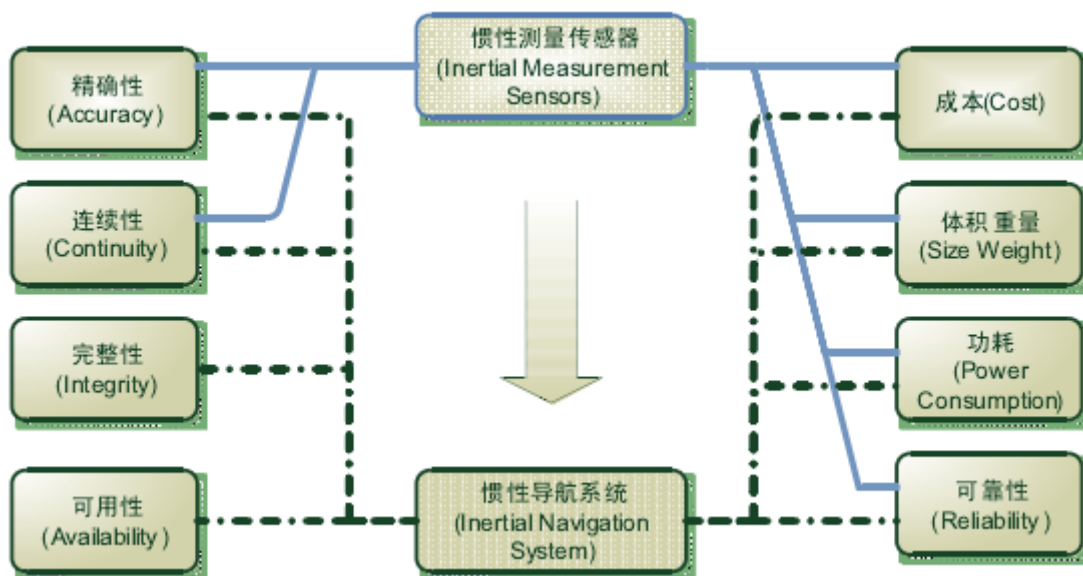 惯性测量传感器
(Inertial Measurement
Sensors)
精确性
(Accuracy)
成本(Cost)
连续性
(Continuity)
体积 重量
(Size Weight)
完整性
(Integrity)
功耗
(Power
Consumption)
可用性
(Availability)
惯性导航系统
(Inertial Navigation
System)
可靠性
(Reliability)